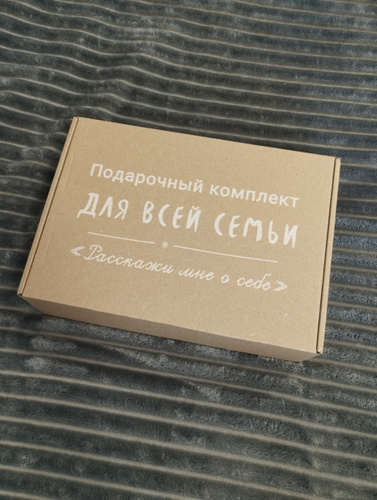 Подарочный комплект
ДЛЯ ВСЕЙ СЕМЬИ
«Расскажи мне о себе»